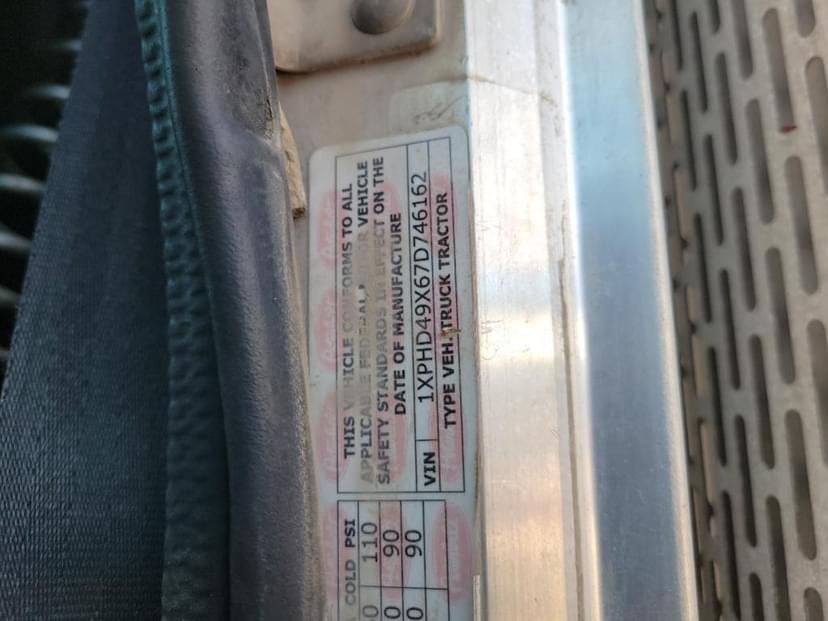 THIS VEHICLE CONFORMS TO ALL
APPLICABLE FEDERAL VEHICLE
SAFETY STANDARDS IN EFFECT ON THE
DATE OF MANUFACTURE
VIN 1XPHD49X67D746162
TYPE VEH. TRUCK TRACTOR
COLD PSI
110
90
90